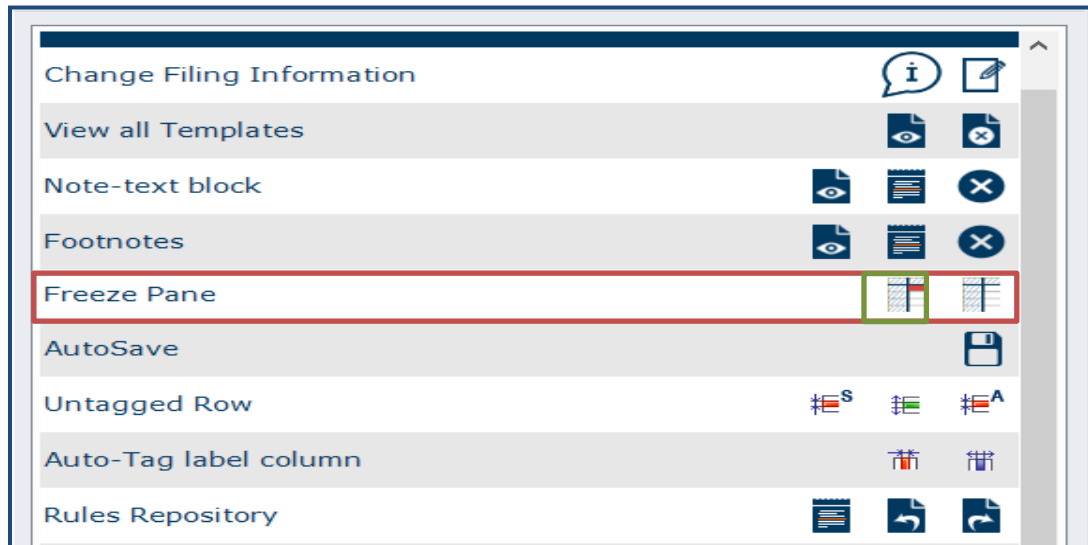 Change Filing Information i
View all Templates
Note-text block
Footnotes
Freeze Pane
AutoSave
Untagged Row S A
Auto-Tag label column
Rules Repository